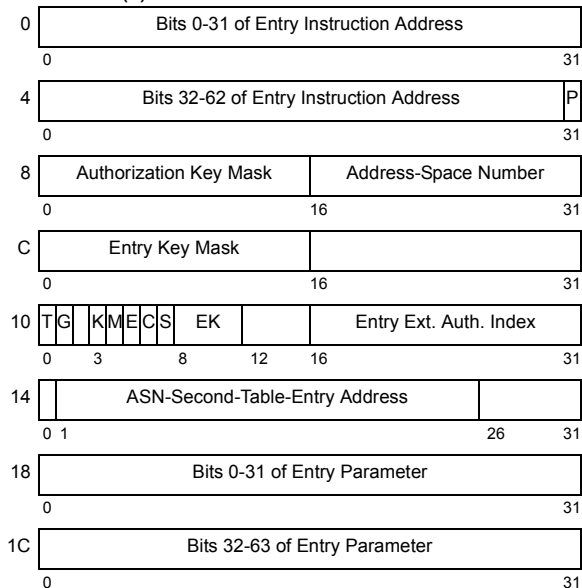 0 Bits 0-31 of Entry Instruction Address
0 31
4 Bits 32-62 of Entry Instruction Address P
0 31
8 Authorization Key Mask Address-Space Number
0 16 31
C Entry Key Mask
0 16 31
10 T G K M E C S EK Entry Ext. Auth. Index
0 3 8 12 16 31
14 ASN-Second-Table-Entry Address
0 1 26 31
18 Bits 0-31 of Entry Parameter
0 31
1C Bits 32-63 of Entry Parameter
0 31